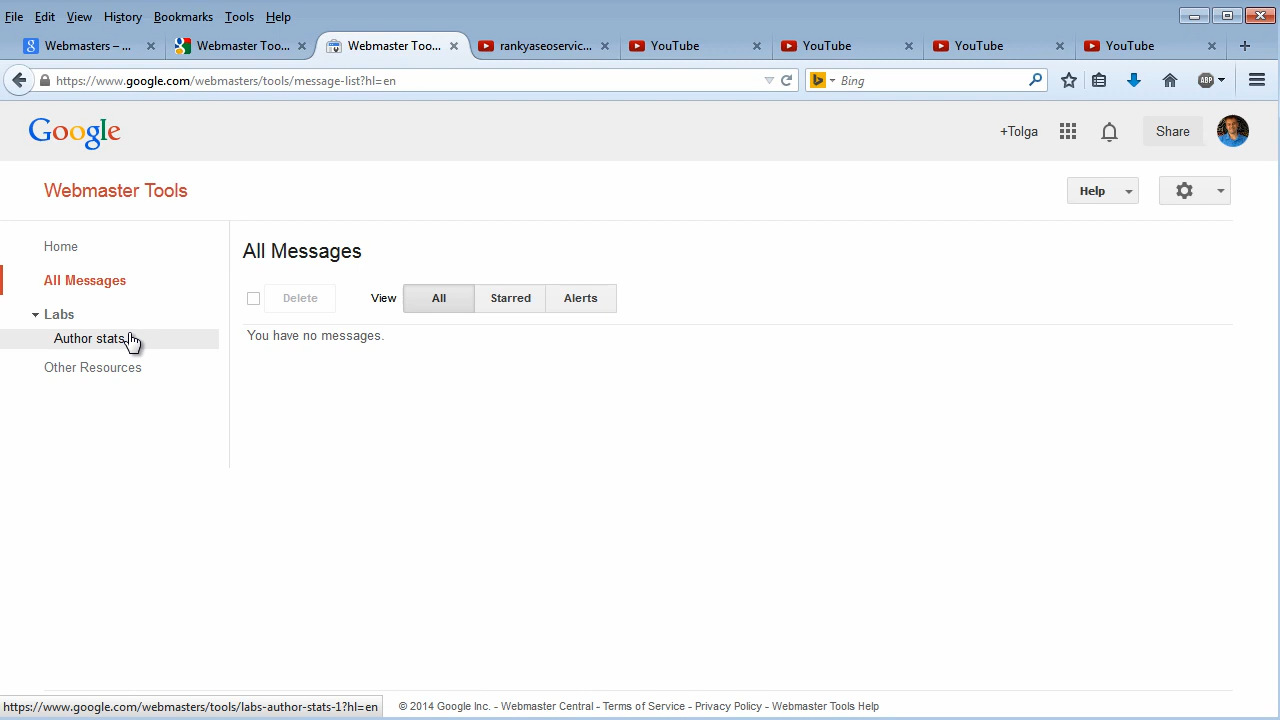 File Edit View History Bookmarks Tools Help
Webmasters – ... Webmaster Too... Webmaster Too... rankyaseoservic... YouTube YouTube YouTube YouTube
https://www.google.com/webmasters/tools/message-list?hl=en Bing ABP
Google +Tolga Share
Webmaster Tools Help
Home
All Messages
Labs
Author stats
Other Resources
All Messages
Delete View All Starred Alerts
You have no messages.
https://www.google.com/webmasters/tools/labs-author-stats-1?hl=en © 2014 Google Inc. - Webmaster Central - Terms of Service - Privacy Policy - Webmaster Tools Help